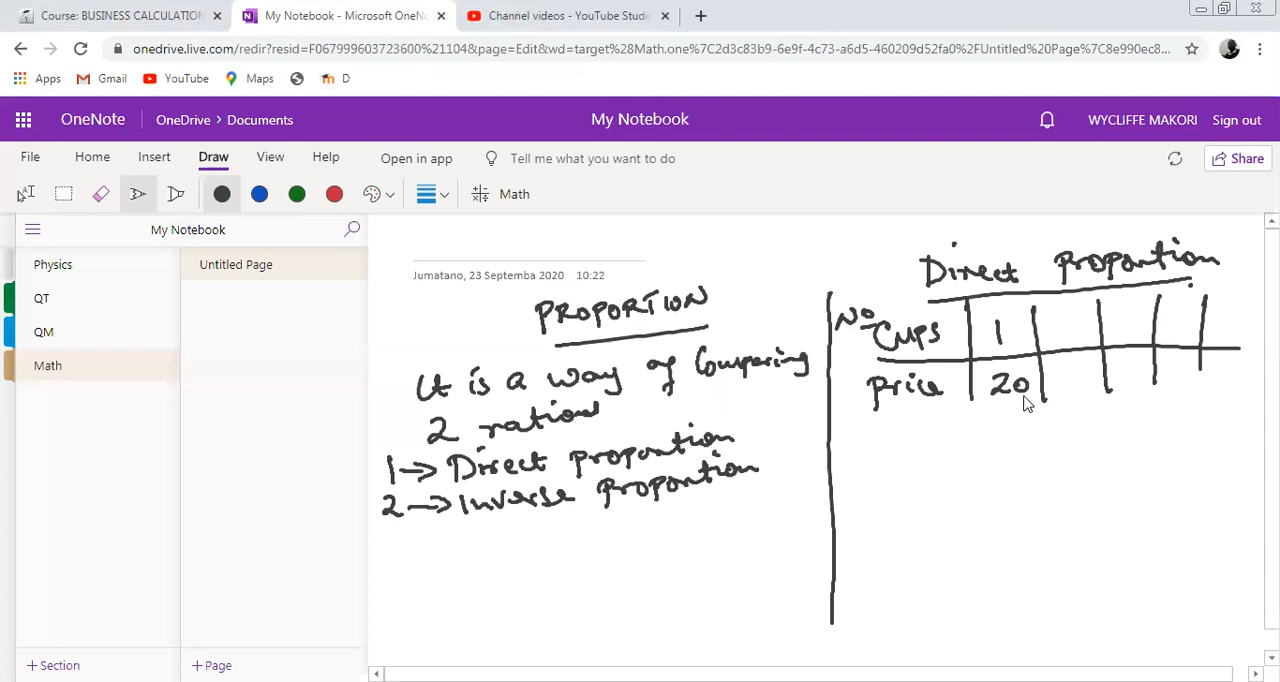 Course: BUSINESS CALCULATION
My Notebook - Microsoft OneNo
Channel videos - YouTube Studio
onedrive.live.com/redir?resid=F067999603723600%21104&page=Edit&wd=target%28Math.one%7C2d3c83b9-6e9f-4c73-a6d5-460209d52fa0%2FUntitled%20Page%7C8e990ec8...
Apps Gmail YouTube Maps D
OneNote OneDrive > Documents My Notebook WYCLIFFE MAKORI Sign out
File Home Insert Draw View Help Open in app Tell me what you want to do Share
Math
My Notebook
Physics
QT
QM
Math
Untitled Page
+ Section
+ Page
Jumatano, 23 Septemba 2020 10:22
PROPORTION
It is a way of Comparing
2 rations
1 → Direct proportion
2 → Inverse proportion
Direct proportion
No
Cups 1
Price 20